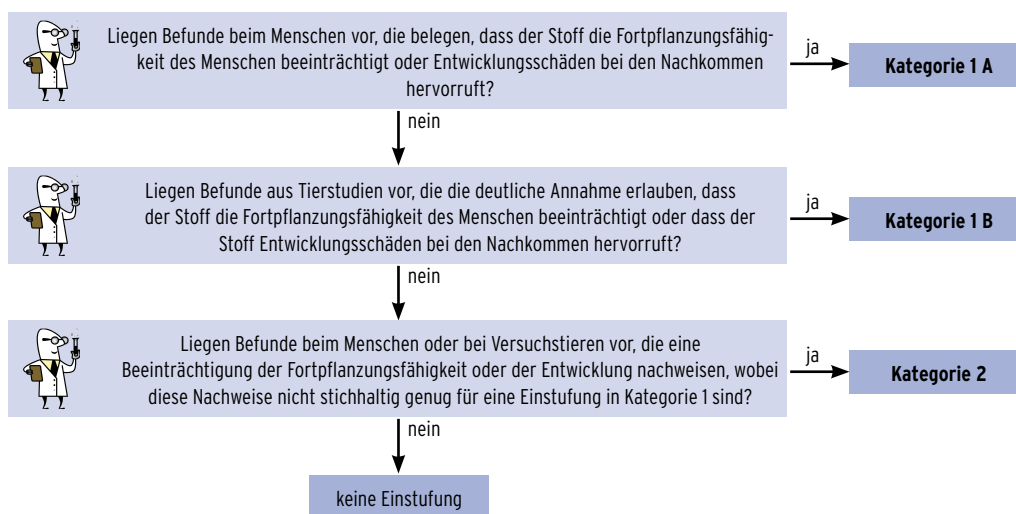 Liegen Befunde beim Menschen vor, die belegen, dass der Stoff die Fortpflanzungsfähig-
keit des Menschen beeinträchtigt oder Entwicklungsschäden bei den Nachkommen
hervorruft?
ja
Kategorie 1 A
nein
Liegen Befunde aus Tierstudien vor, die die deutliche Annahme erlauben, dass
der Stoff die Fortpflanzungsfähigkeit des Menschen beeinträchtigt oder dass der
Stoff Entwicklungsschäden bei den Nachkommen hervorruft?
ja
Kategorie 1 B
nein
Liegen Befunde beim Menschen oder bei Versuchstieren vor, die eine
Beeinträchtigung der Fortpflanzungsfähigkeit oder der Entwicklung nachweisen, wobei
diese Nachweise nicht stichhaltig genug für eine Einstufung in Kategorie 1 sind?
ja
Kategorie 2
nein
keine Einstufung